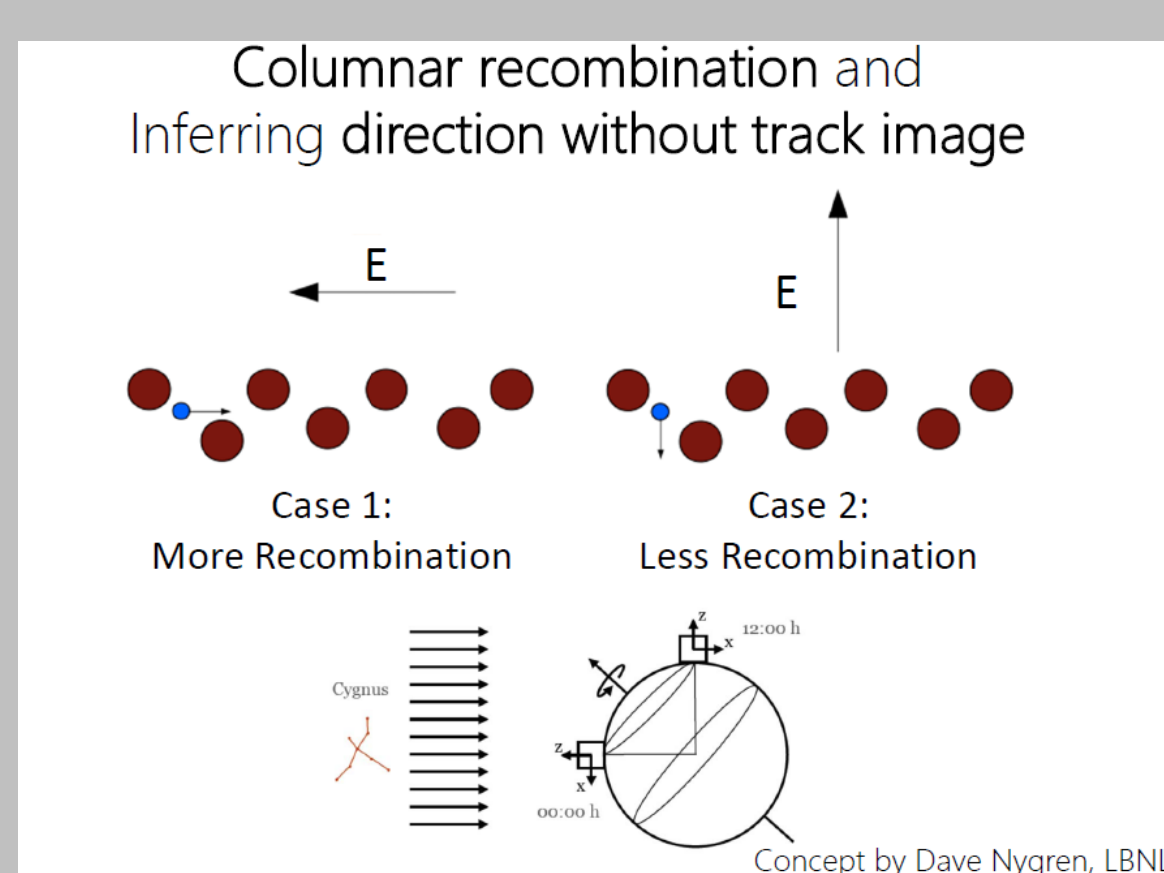 Columnar recombination and
Inferring direction without track image
E
E
Case 1:
More Recombination
Case 2:
Less Recombination
Cygnus
z
x
12:00 h
z
x
00:00 h
Concept by Dave Nygren, LBNL